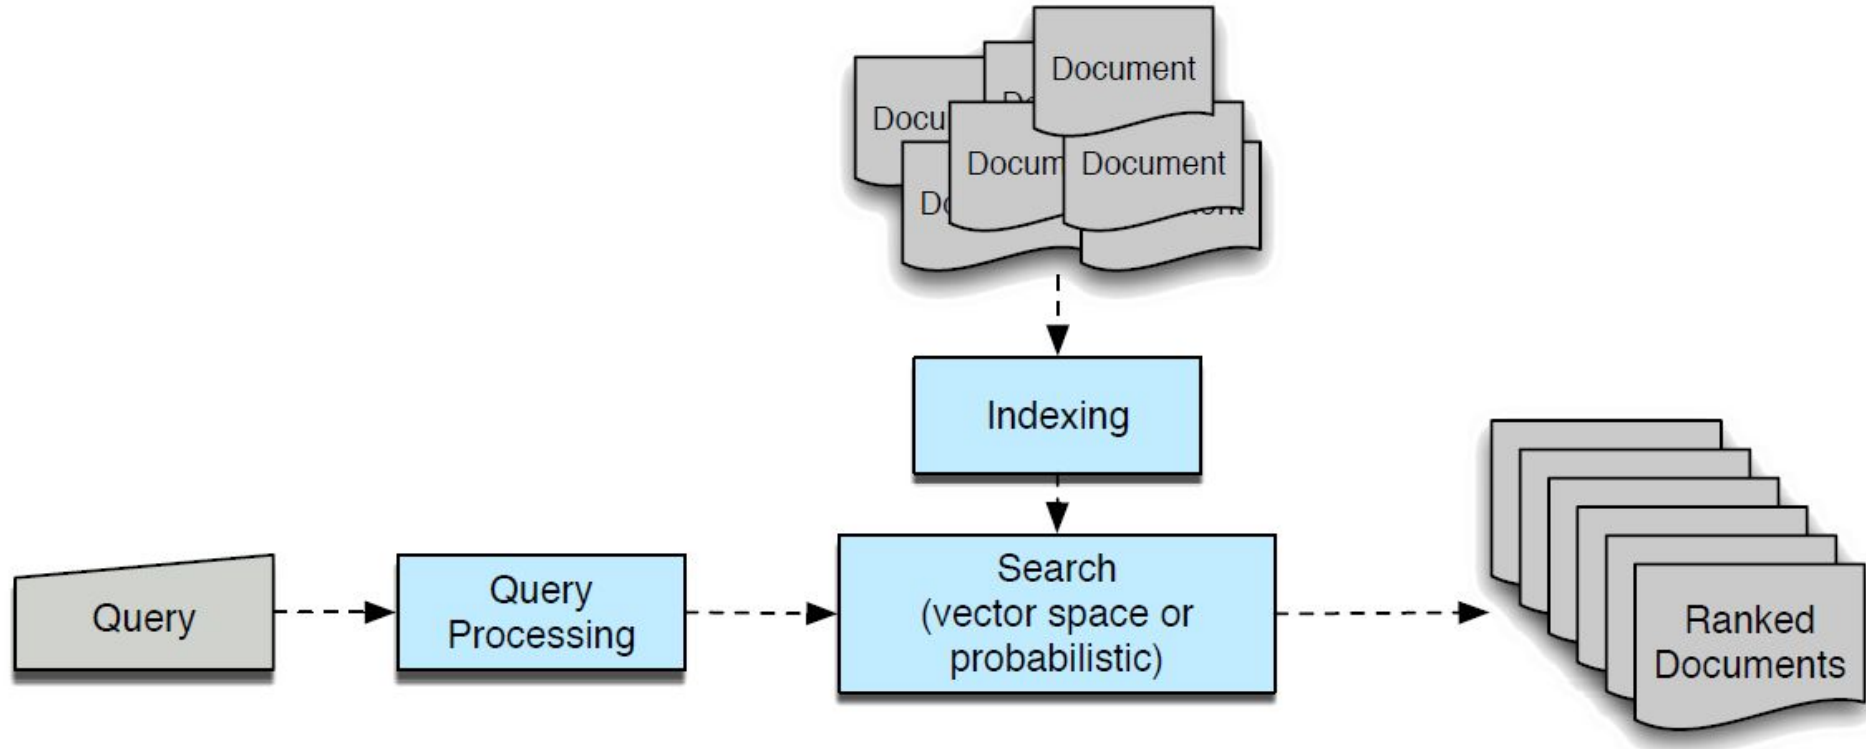 Document
Docu
Docum
Document
Query
Query
Processing
Indexing
Search
(vector space or
probabilistic)
Ranked
Documents